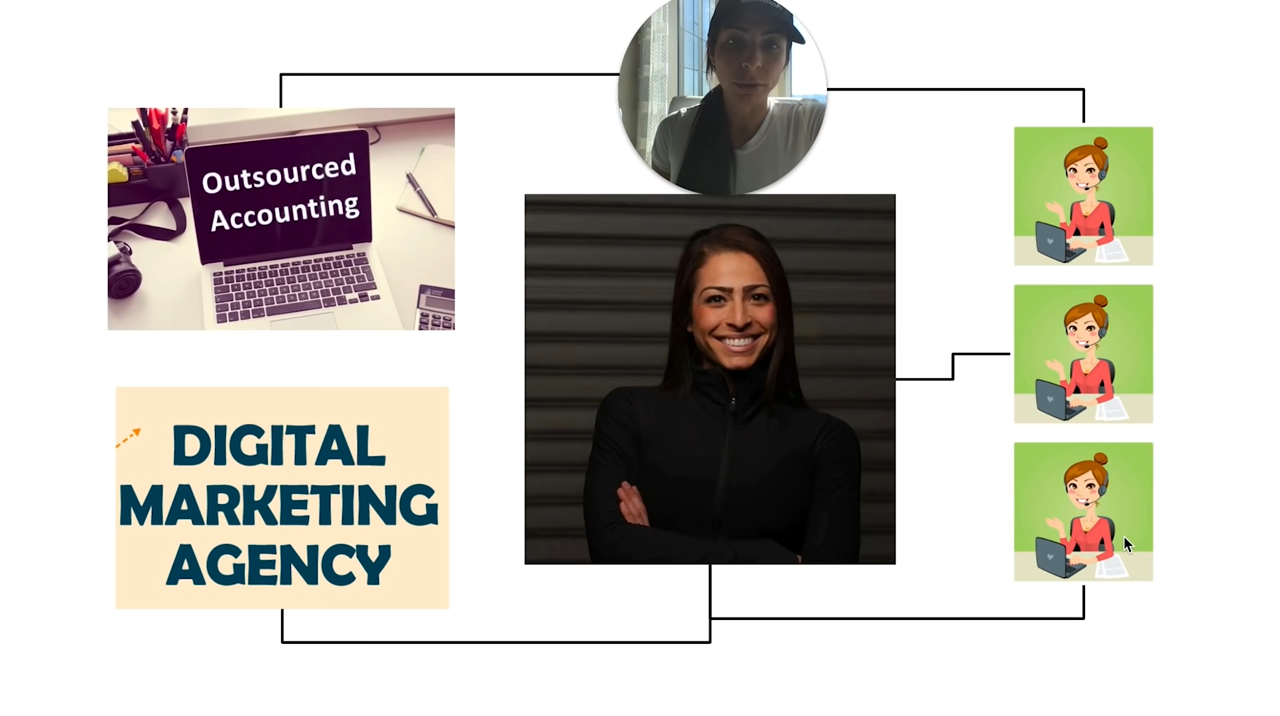 Outsourced
Accounting
DIGITAL
MARKETING
AGENCY